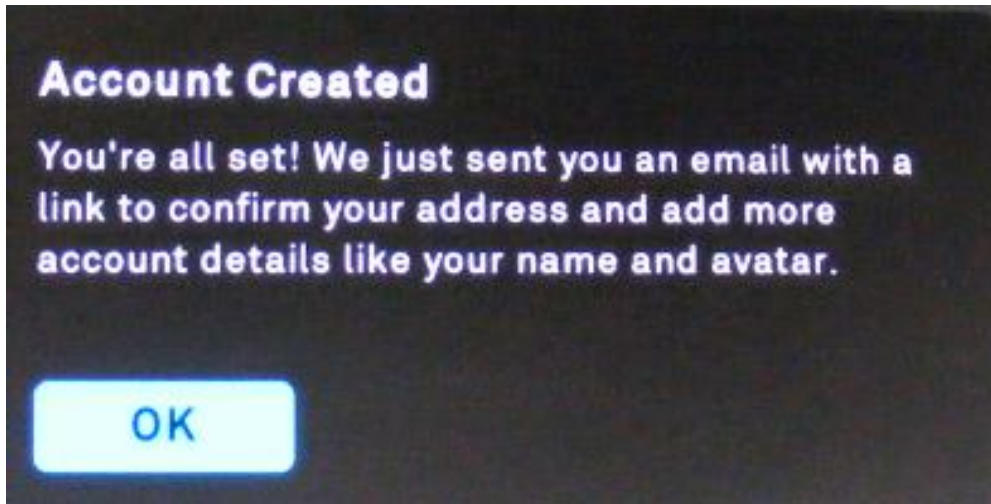 Account Created
You're all set! We just sent you an email with a
link to confirm your address and add more
account details like your name and avatar.
OK